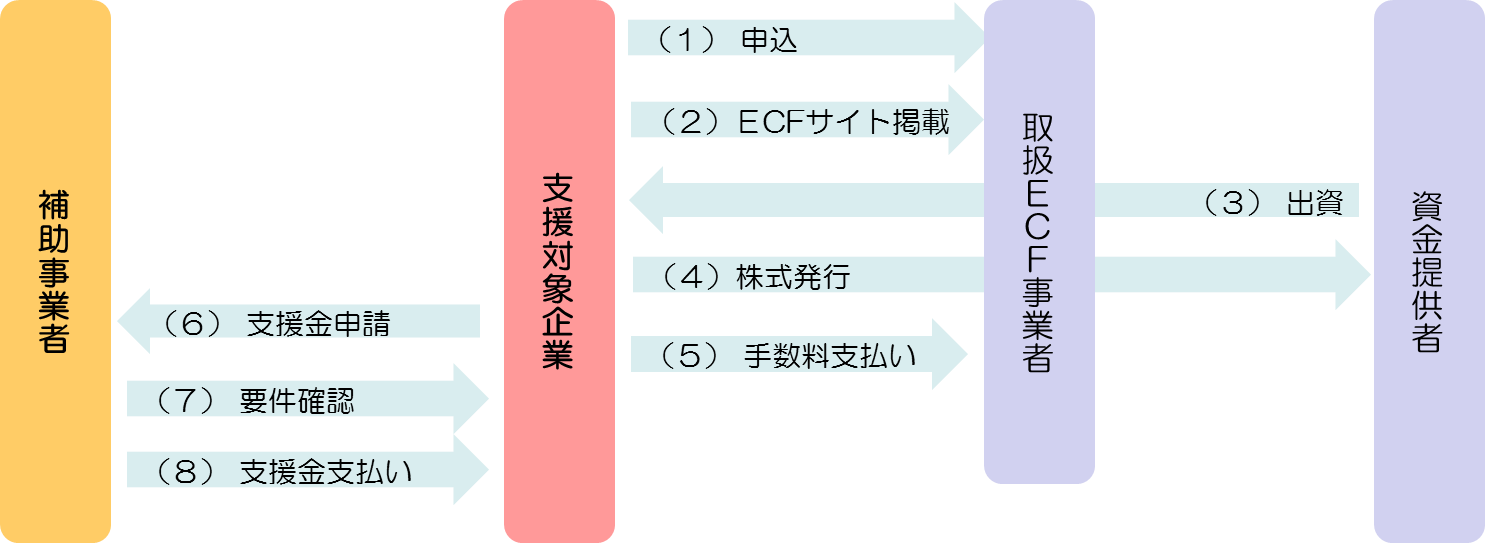 補助事業者
支援対象企業
取扱ＥＣＦ事業者
資金提供者
（１） 申込
（２）ＥＣＦサイト掲載
（３） 出資
（４）株式発行
（５） 手数料支払い
（６） 支援金申請
（７） 要件確認
（８） 支援金支払い